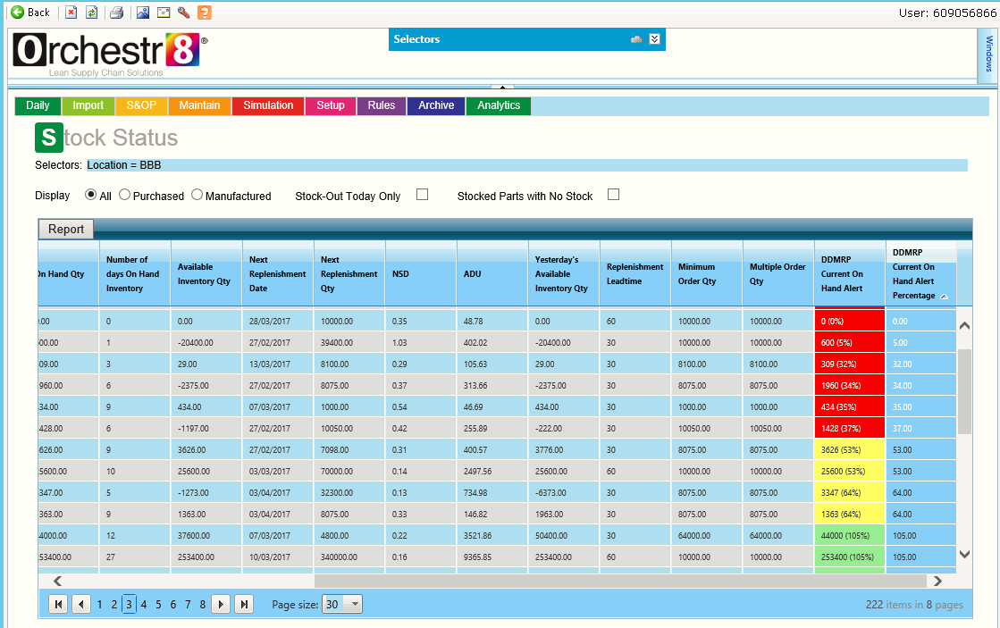 Back
User: 609056866
Orchestr8®
Lean Supply Chain Solutions
Selectors
Windows
Daily Import S&OP Maintain Simulation Setup Rules Archive Analytics
Stock Status
Selectors: Location = BBB
Display All Purchased Manufactured Stock-Out Today Only Stocked Parts with No Stock
Report
On Hand Qty
Number of
days On Hand
Inventory
Available
Inventory Qty
Next
Replenishment
Date
Next
Replenishment
Qty
NSD
ADU
Yesterday's
Available
Inventory Qty
Replenishment
Leadtime
Minimum
Order Qty
Multiple Order
Qty
DDMRP
Current On
Hand Alert
DDMRP
Current On
Hand Alert
Percentage
.00 0 0.00 28/03/2017 10000.00 0.35 48.78 0.00 60 10000.00 10000.00 0 (0%) 0.00
00.00 1 -20400.00 27/02/2017 39400.00 1.03 402.02 -20400.00 30 10000.00 10000.00 600 (5%) 5.00
09.00 3 29.00 13/03/2017 8100.00 0.29 105.63 29.00 30 8100.00 8100.00 309 (32%) 32.00
960.00 6 -2375.00 27/02/2017 8075.00 0.37 313.66 -2375.00 30 8075.00 8075.00 1960 (34%) 34.00
34.00 9 434.00 07/03/2017 1000.00 0.54 46.69 434.00 30 1000.00 1000.00 434 (35%) 35.00
428.00 6 -1197.00 27/02/2017 10050.00 0.42 255.89 -222.00 30 10050.00 10050.00 1428 (37%) 37.00
626.00 9 3626.00 27/02/2017 7098.00 0.31 400.57 3776.00 30 8075.00 8075.00 3626 (53%) 53.00
5600.00 10 25600.00 03/03/2017 70000.00 0.14 2497.56 25600.00 60 10000.00 10000.00 25600 (53%) 53.00
347.00 5 -1273.00 03/04/2017 32300.00 0.13 734.98 -6373.00 30 8075.00 8075.00 3347 (64%) 64.00
363.00 9 1363.00 03/04/2017 8075.00 0.33 146.82 1963.00 30 8075.00 8075.00 1363 (64%) 64.00
4000.00 12 37600.00 07/03/2017 4800.00 0.22 3521.86 50400.00 30 64000.00 64000.00 44000 (105%) 105.00
53400.00 27 253400.00 10/03/2017 340000.00 0.16 9365.85 253400.00 60 10000.00 10000.00 253400 (105%) 105.00
1 2 3 4 5 6 7 8 Page size: 30 222 items in 8 pages